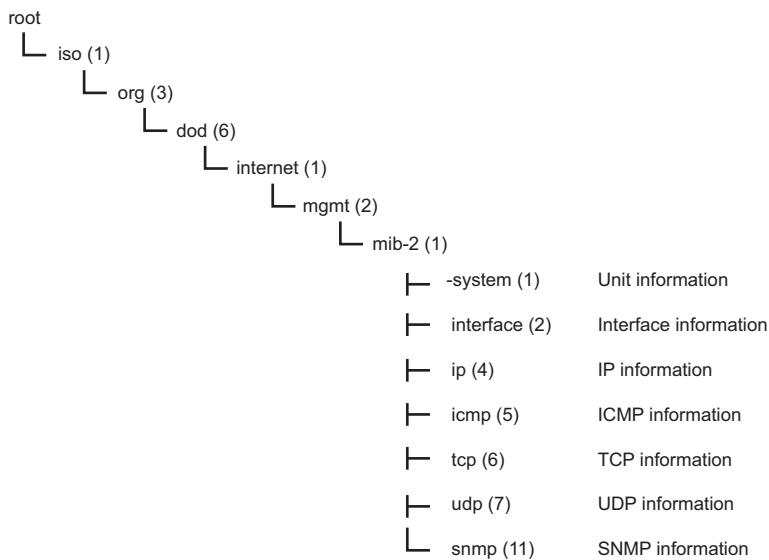 root
iso (1)
org (3)
dod (6)
internet (1)
mgmt (2)
mib-2 (1)
-system (1) Unit information
interface (2) Interface information
ip (4) IP information
icmp (5) ICMP information
tcp (6) TCP information
udp (7) UDP information
snmp (11) SNMP information